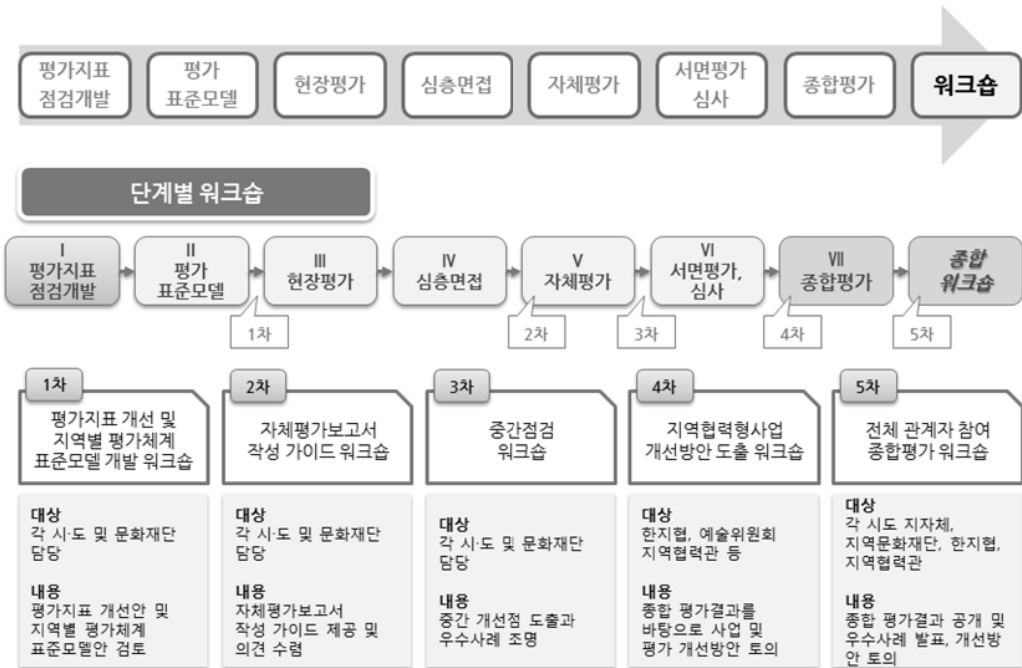 평가지표
점검개발
평가
표준모델
현장평가
심층면접
자체평가
서면평가
심사
종합평가
워크숍
단계별 워크숍
Ⅰ
평가지표
점검개발
Ⅱ
평가
표준모델
Ⅲ
현장평가
Ⅳ
심층면접
Ⅴ
자체평가
Ⅵ
서면평가,
심사
Ⅶ
종합평가
종합
워크숍
1차
2차
3차
4차
5차
1차
평가지표 개선 및
지역별 평가체계
표준모델 개발 워크숍
대상
각 시·도 및 문화재단
담당
내용
평가지표 개선안 및
지역별 평가체계
표준모델안 검토
2차
자체평가보고서
작성 가이드 워크숍
대상
각 시·도 및 문화재단
담당
내용
자체평가보고서
작성 가이드 제공 및
의견 수렴
3차
중간점검
워크숍
대상
각 시·도 및 문화재단
담당
내용
중간 개선점 도출과
우수사례 조명
4차
지역협력형사업
개선방안 도출 워크숍
대상
한지협, 예술위원회
지역협력관 등
내용
종합 평가결과를
바탕으로 사업 및
평가 개선방안 토의
5차
전체 관계자 참여
종합평가 워크숍
대상
각 시도 지자체,
지역문화재단, 한지협,
지역협력관
내용
종합 평가결과 공개 및
우수사례 발표, 개선방
안 토의